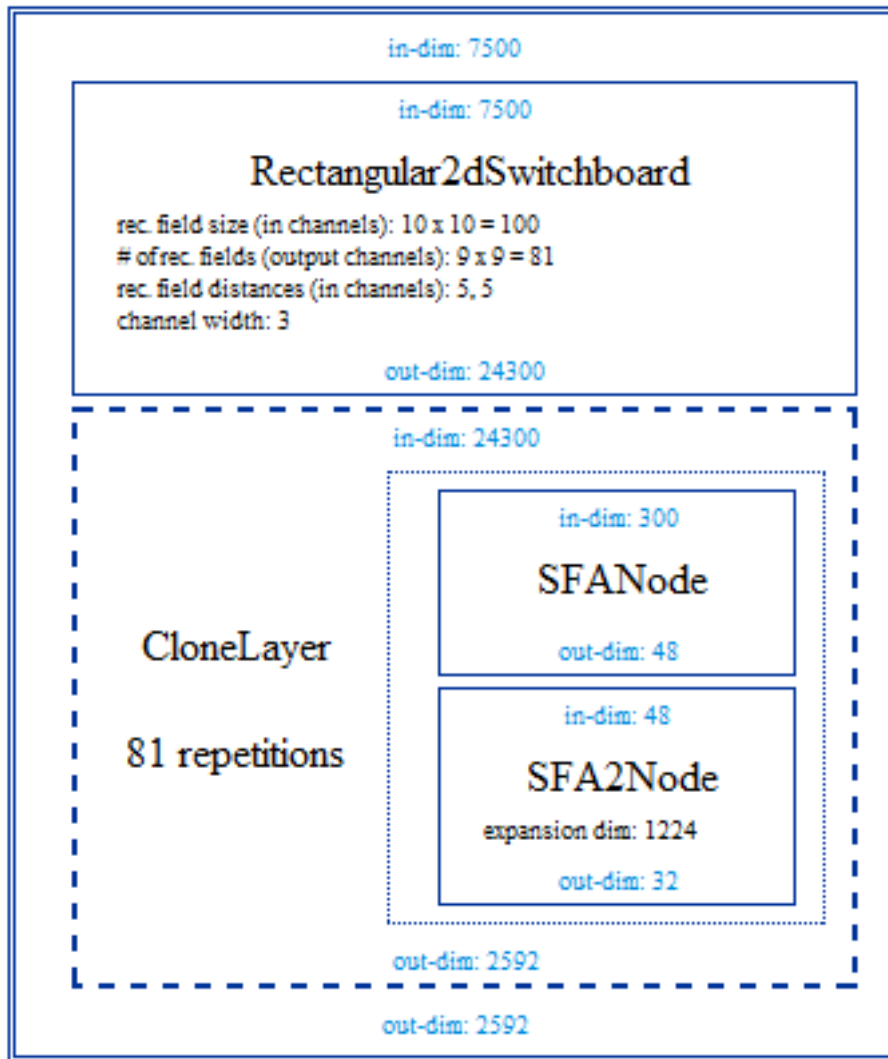 in-dim: 7500
in-dim: 7500
Rectangular2dSwitchboard
rec. field size (in channels): 10 x 10 = 100
# of rec. fields (output channels): 9 x 9 = 81
rec. field distances (in channels): 5, 5
channel width: 3
out-dim: 24300
in-dim: 24300
in-dim: 300
SFANode
out-dim: 48
CloneLayer
81 repetitions
in-dim: 48
SFA2Node
expansion dim: 1224
out-dim: 32
out-dim: 2592
out-dim: 2592